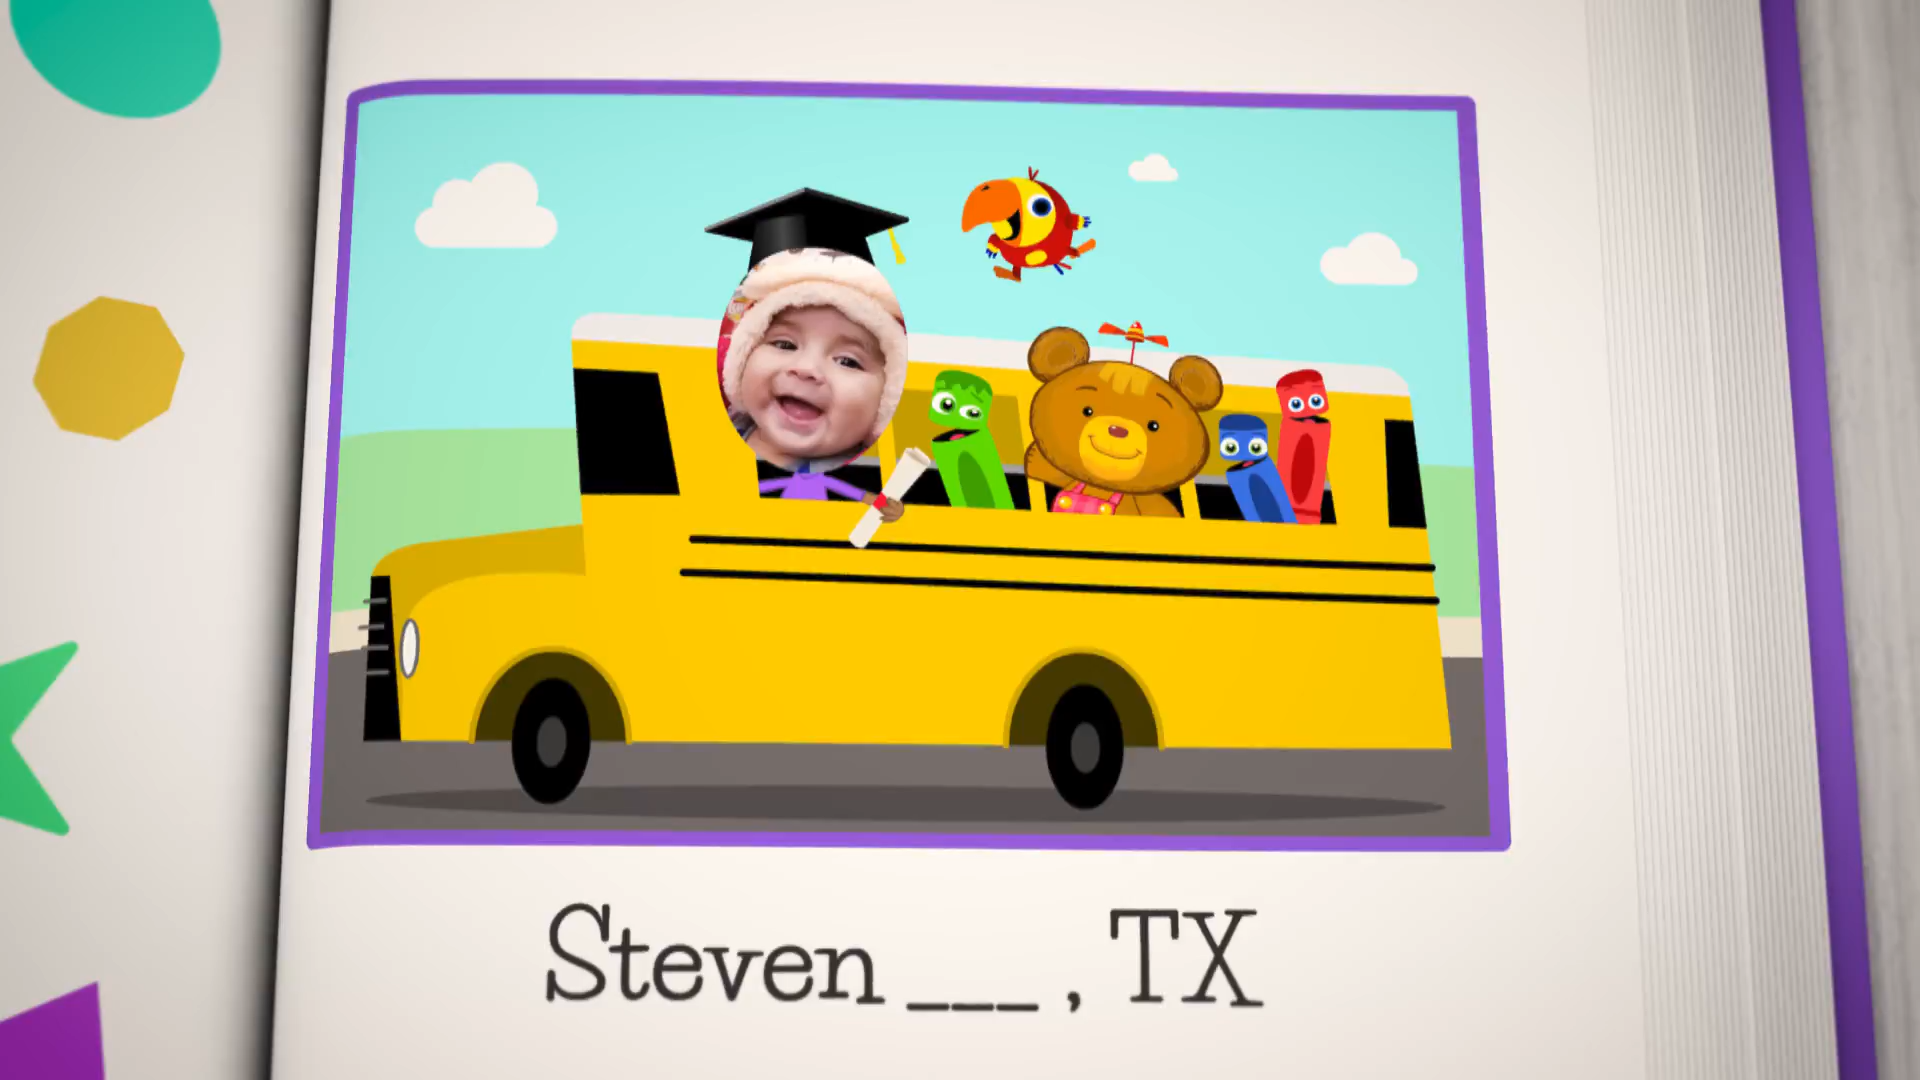 Steven ___ , TX